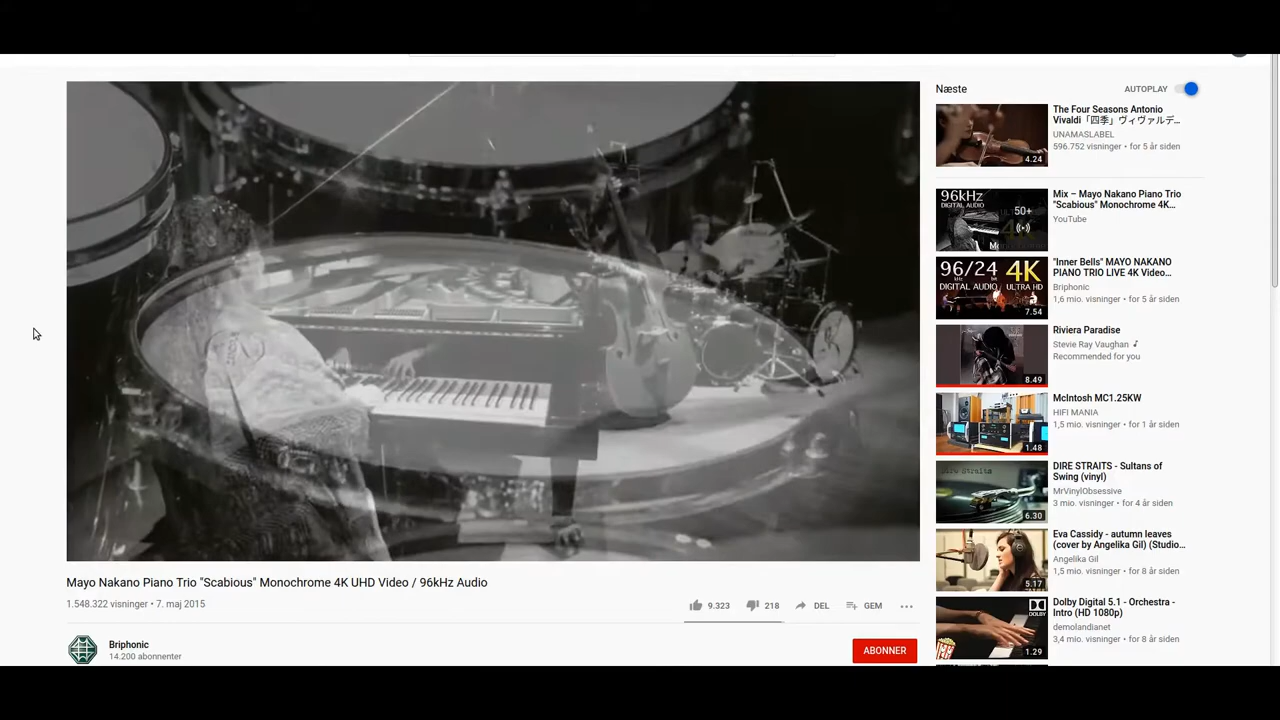 Næste
AUTOPLAY
The Four Seasons Antonio
Vivaldi「四季」ヴィヴァルデ...
UNAMASLABEL
596.752 visninger • for 5 år siden
4.24
96kHz
DIGITAL AUDIO
50+
Mix – Mayo Nakano Piano Trio
"Scabious" Monochrome 4K...
YouTube
96/24
4K
DIGITAL AUDIO
ULTRA HD
7.54
"Inner Bells" MAYO NAKANO
PIANO TRIO LIVE 4K Video...
Briphonic
1,6 mio. visninger • for 5 år siden
Riviera Paradise
Stevie Ray Vaughan
Recommended for you
8.49
McIntosh MC1.25KW
HIFI MANIA
1,5 mio. visninger • for 1 år siden
1.48
DIRE STRAITS - Sultans of
Swing (vinyl)
MrVinylObsessive
3 mio. visninger • for 4 år siden
6.30
Eva Cassidy - autumn leaves
(cover by Angelika Gil) (Studio...
Angelika Gil
1,5 mio. visninger • for 8 år siden
5.17
Dolby Digital 5.1 - Orchestra -
Intro (HD 1080p)
demolandianet
3,4 mio. visninger • for 8 år siden
DOLBY
1.29
Mayo Nakano Piano Trio "Scabious" Monochrome 4K UHD Video / 96kHz Audio
1.548.322 visninger • 7. maj 2015
9.323
218
DEL
GEM
Briphonic
14.200 abonnenter
ABONNER